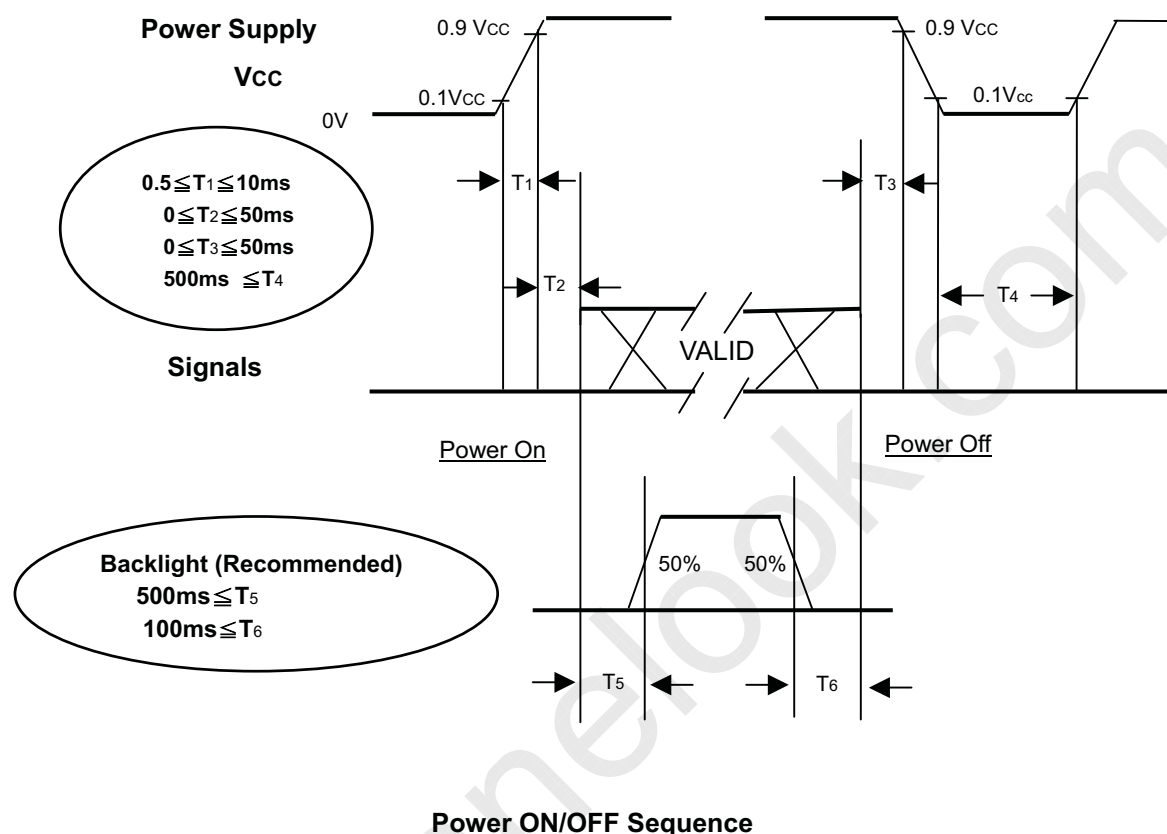 Power Supply
Vcc
0.9 Vcc
0.9 Vcc
0.1Vcc
0.1Vcc
0V
0.5≦T1≦10ms
0≦T2≦50ms
0≦T3≦50ms
500ms ≦T4
T1
T3
T2
T4
VALID
Signals
Power On
Power Off
Backlight (Recommended)
500ms≦T5
100ms≦T6
50%
50%
T5
T6
Power ON/OFF Sequence
nelook.com